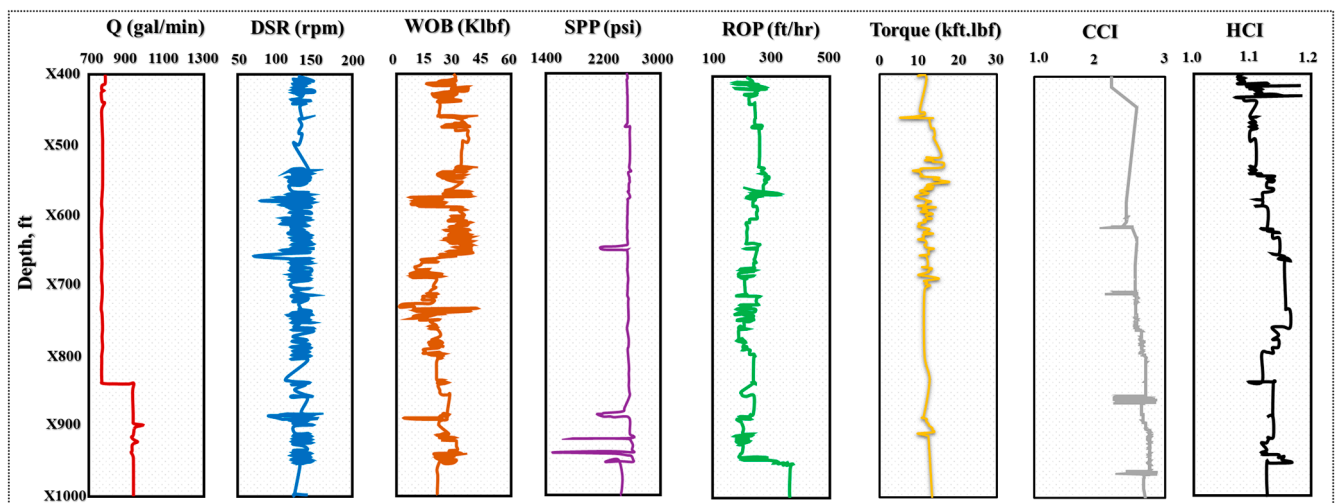 Q (gal/min) DSR (rpm) WOB (Klbf) SPP (psi) ROP (ft/hr) Torque (kft.lbf) CCI HCI
700 900 1100 1300 50 100 150 200 0 15 30 45 60 1400 2200 3000 100 300 500 0 10 20 30 1.0 2 3 1.0 1.1 1.2
X400
X500
X600
X700
X800
X900
X1000
Depth, ft